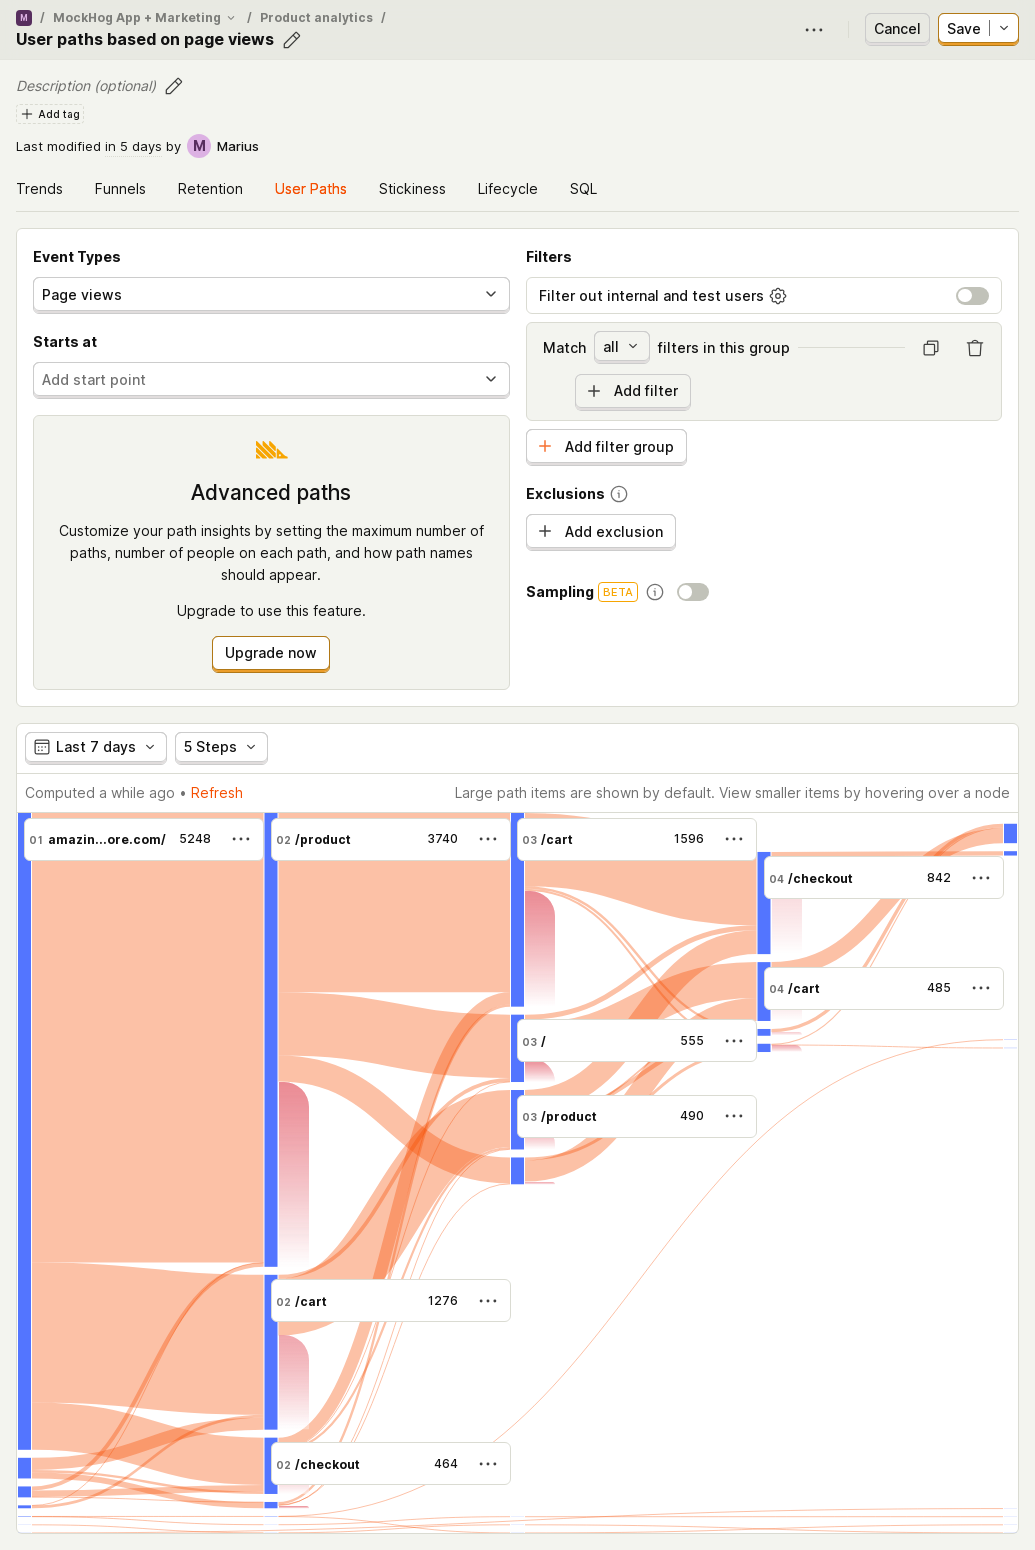 M / MockHog App + Marketing / Product analytics /
User paths based on page views
Cancel
Save
Description (optional)
Add tag
Last modified in 5 days by M Marius
Trends Funnels Retention User Paths Stickiness Lifecycle SQL
Event Types
Page views
Starts at
Add start point
Advanced paths
Customize your path insights by setting the maximum number of
paths, number of people on each path, and how path names
should appear.
Upgrade to use this feature.
Upgrade now
Filters
Filter out internal and test users
Match all filters in this group
Add filter
Add filter group
Exclusions
Add exclusion
Sampling BETA
Last 7 days
5 Steps
Computed a while ago • Refresh
Large path items are shown by default. View smaller items by hovering over a node
01 amazin...ore.com/ 5248
02 /product 3740
03 /cart 1596
04 /checkout 842
04 /cart 485
03 / 555
03 /product 490
02 /cart 1276
02 /checkout 464